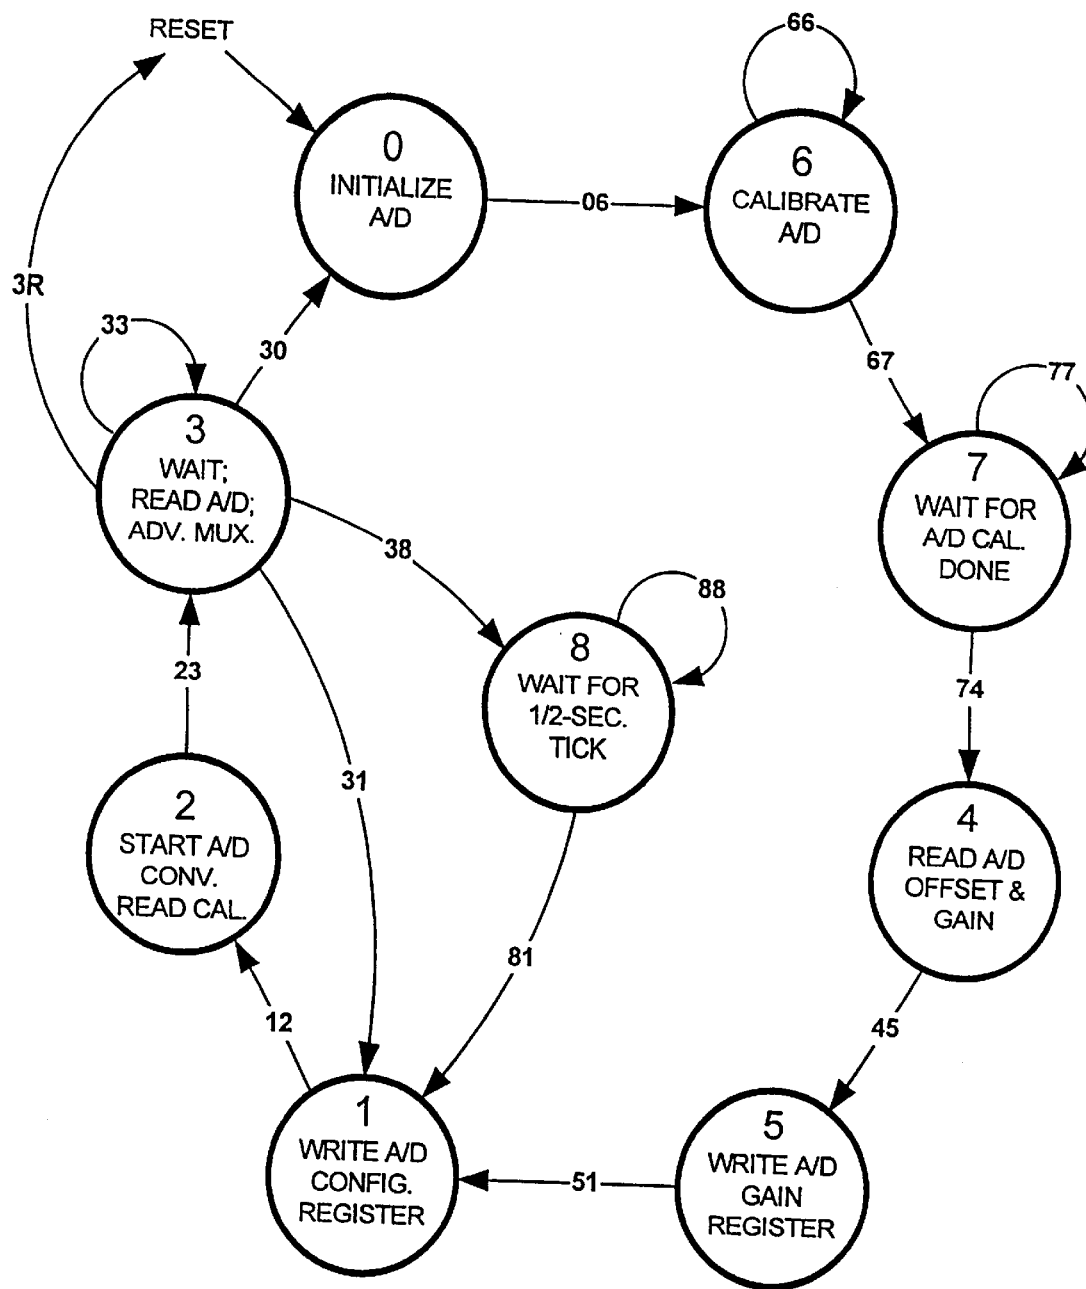 RESET
66
0
INITIALIZE
A/D
06
6
CALIBRATE
A/D
3R
33
30
67
77
3
WAIT;
READ A/D;
ADV. MUX.
7
WAIT FOR
A/D CAL.
DONE
38
88
23
8
WAIT FOR
1/2-SEC.
TICK
74
31
2
START A/D
CONV.
READ CAL.
4
READ A/D
OFFSET &
GAIN
81
12
45
1
WRITE A/D
CONFIG.
REGISTER
51
5
WRITE A/D
GAIN
REGISTER